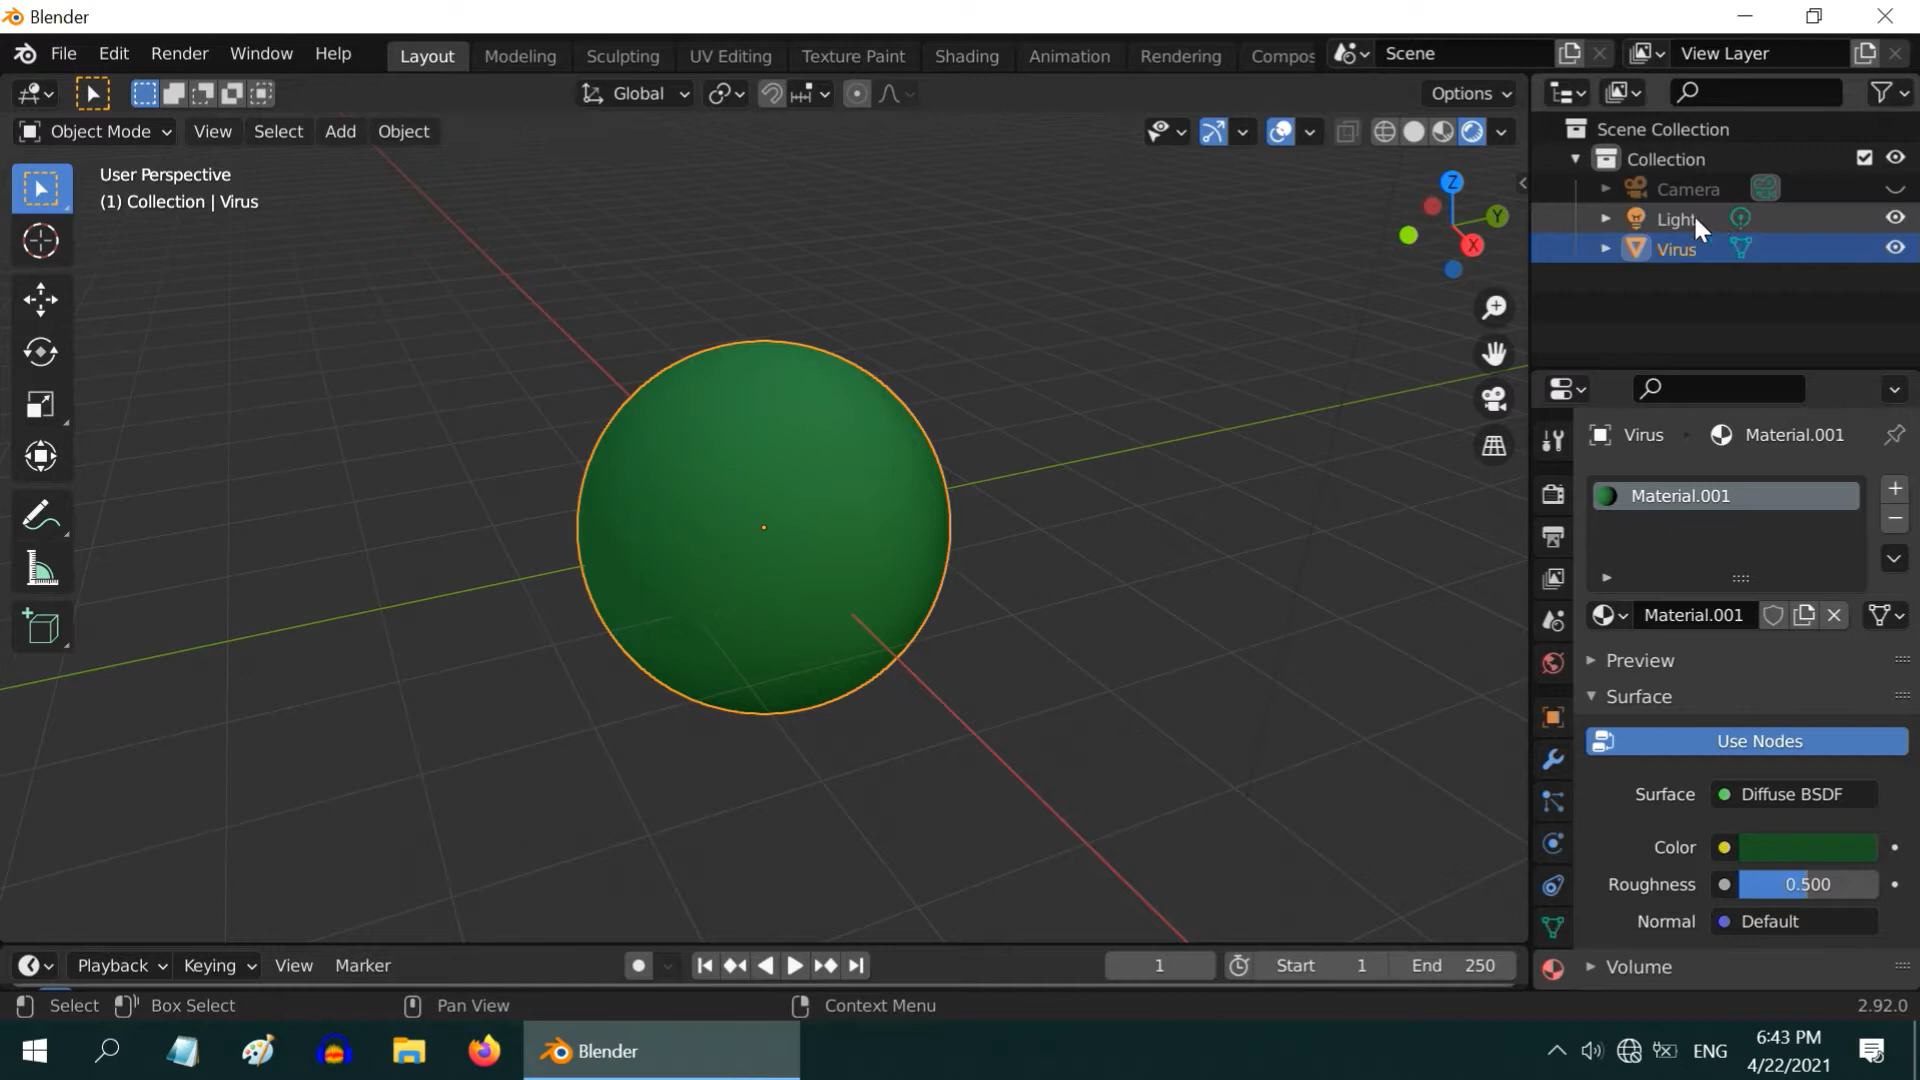 Blender
File Edit Render Window Help Layout Modeling Sculpting UV Editing Texture Paint Shading Animation Rendering Compos Scene View Layer
Global Options
Object Mode View Select Add Object
User Perspective
(1) Collection | Virus
Z
Y
X
Scene Collection
Collection
Camera
Light
Virus
Virus Material.001
Material.001
Material.001
Preview
Surface
Use Nodes
Surface Diffuse BSDF
Color
Roughness 0.500
Normal Default
Volume
Playback Keying View Marker 1 Start 1 End 250
Select Box Select Pan View Context Menu 2.92.0
Blender
ENG
6:43 PM
4/22/2021